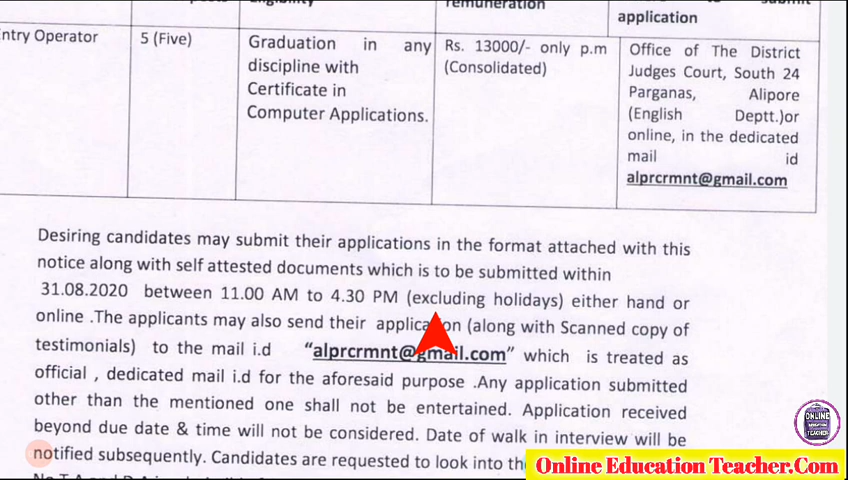 Eligibility
remuneration
submit
application
Entry Operator
5 (Five)
Graduation in any
discipline with
Certificate in
Computer Applications.
Rs. 13000/- only p.m
(Consolidated)
Office of The District
Judges Court, South 24
Parganas, Alipore
(English Deptt.)or
online, in the dedicated
mail id
alprcrmnt@gmail.com
Desiring candidates may submit their applications in the format attached with this
notice along with self attested documents which is to be submitted within
31.08.2020 between 11.00 AM to 4.30 PM (excluding holidays) either hand or
online .The applicants may also send their application (along with Scanned copy of
testimonials) to the mail i.d "alprcrmnt@gmail.com" which is treated as
official , dedicated mail i.d for the aforesaid purpose .Any application submitted
other than the mentioned one shall not be entertained. Application received
beyond due date & time will not be considered. Date of walk in interview will be
notified subsequently. Candidates are requested to look into the
ONLINE
EDUCATION
TEACHER
Online Education Teacher.Com